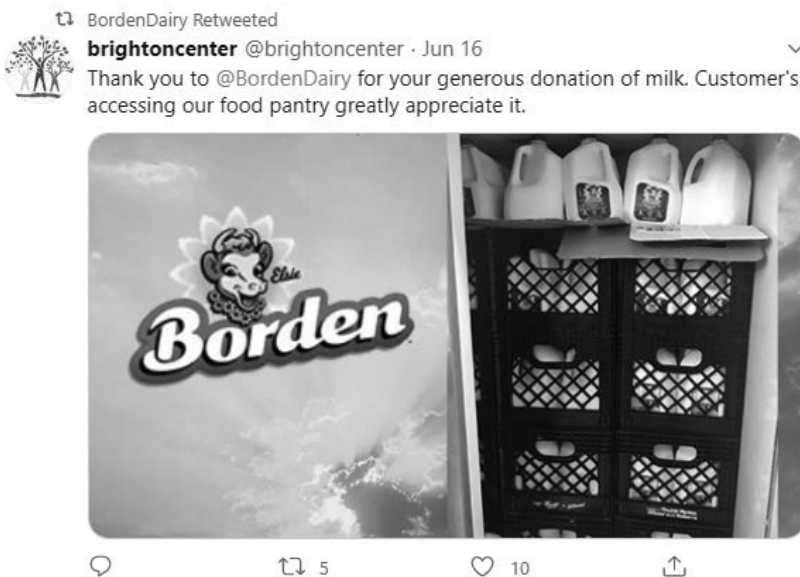 BordenDairy Retweeted
brightoncenter @brightoncenter · Jun 16
Thank you to @BordenDairy for your generous donation of milk. Customer's
accessing our food pantry greatly appreciate it.
Elsie
Borden
5
10